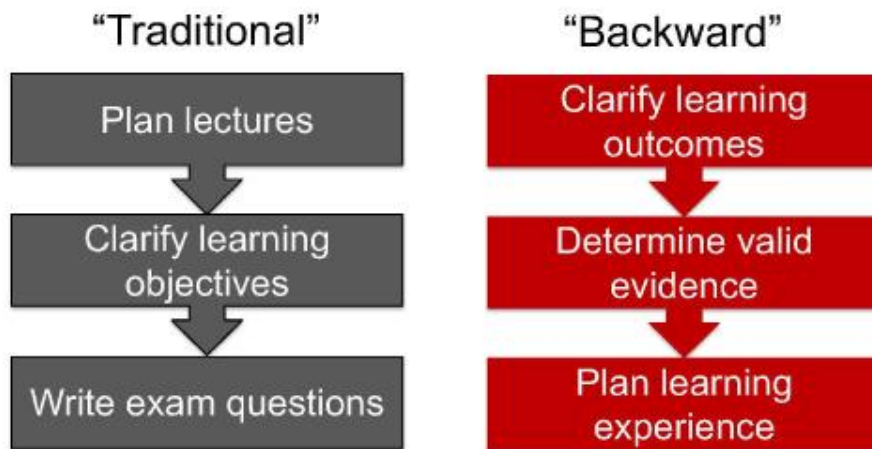 “Traditional”
Plan lectures
Clarify learning
objectives
Write exam questions
“Backward”
Clarify learning
outcomes
Determine valid
evidence
Plan learning
experience